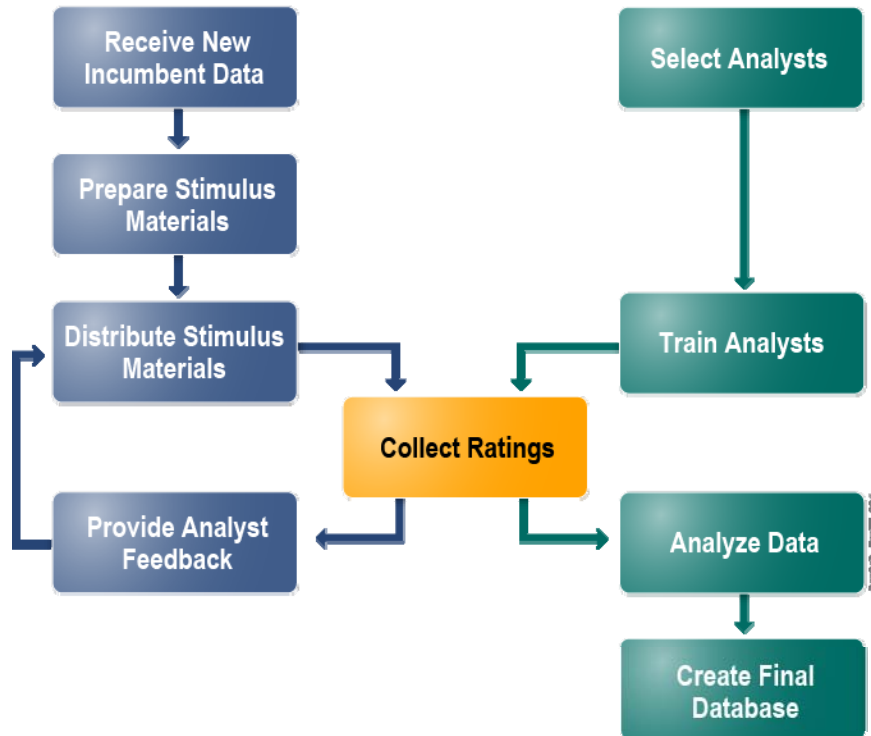 Receive New
Incumbent Data
Select Analysts
Prepare Stimulus
Materials
Distribute Stimulus
Materials
Train Analysts
Collect Ratings
Provide Analyst
Feedback
Analyze Data
Create Final
Database